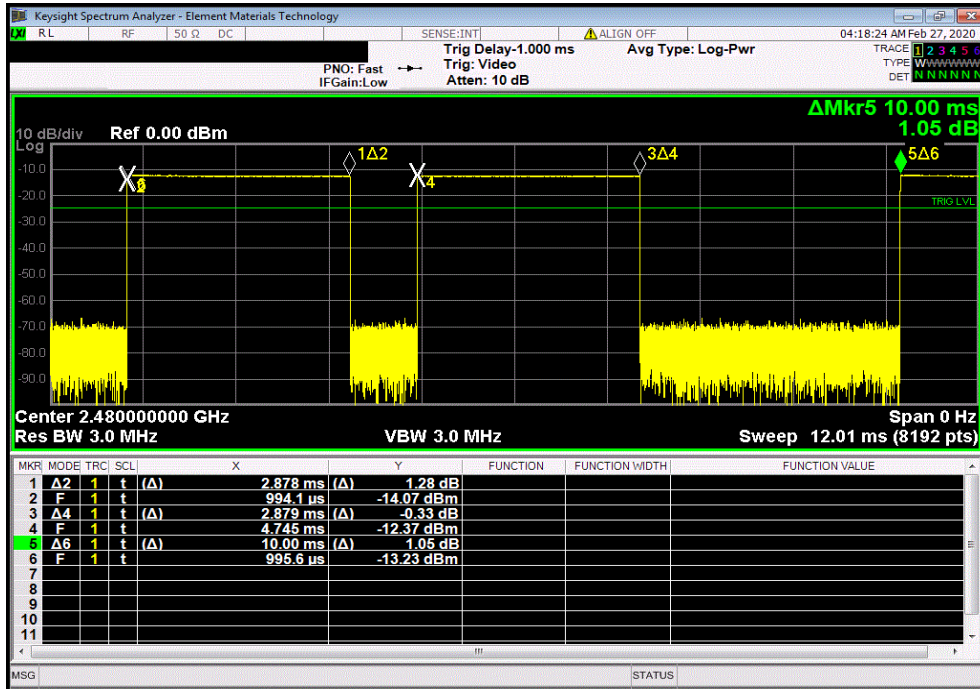 Keysight Spectrum Analyzer - Element Materials Technology
LXI RL RF 50 Ω DC SENSE:INT ALIGN OFF 04:18:24 AM Feb 27, 2020
Trig Delay-1.000 ms Avg Type: Log-Pwr TRACE 1 2 3 4 5 6
PNO: Fast Trig: Video TYPE WWWWWW
IFGain:Low Atten: 10 dB DET N N N N N N
ΔMkr5 10.00 ms
1.05 dB
10 dB/div Ref 0.00 dBm
Log
1Δ2 3Δ4 5Δ6
-10.0
4
-20.0
TRIG LVL
-30.0
-40.0
-50.0
-60.0
-70.0
-80.0
-90.0
Center 2.480000000 GHz Span 0 Hz
Res BW 3.0 MHz VBW 3.0 MHz Sweep 12.01 ms (8192 pts)
MKR MODE TRC SCL X Y FUNCTION FUNCTION WIDTH FUNCTION VALUE
1 Δ2 1 t (Δ) 2.878 ms (Δ) 1.28 dB
2 F 1 t 994.1 µs -14.07 dBm
3 Δ4 1 t (Δ) 2.879 ms (Δ) -0.33 dB
4 F 1 t 4.745 ms -12.37 dBm
5 Δ6 1 t (Δ) 10.00 ms (Δ) 1.05 dB
6 F 1 t 995.6 µs -13.23 dBm
7
8
9
10
11
MSG STATUS